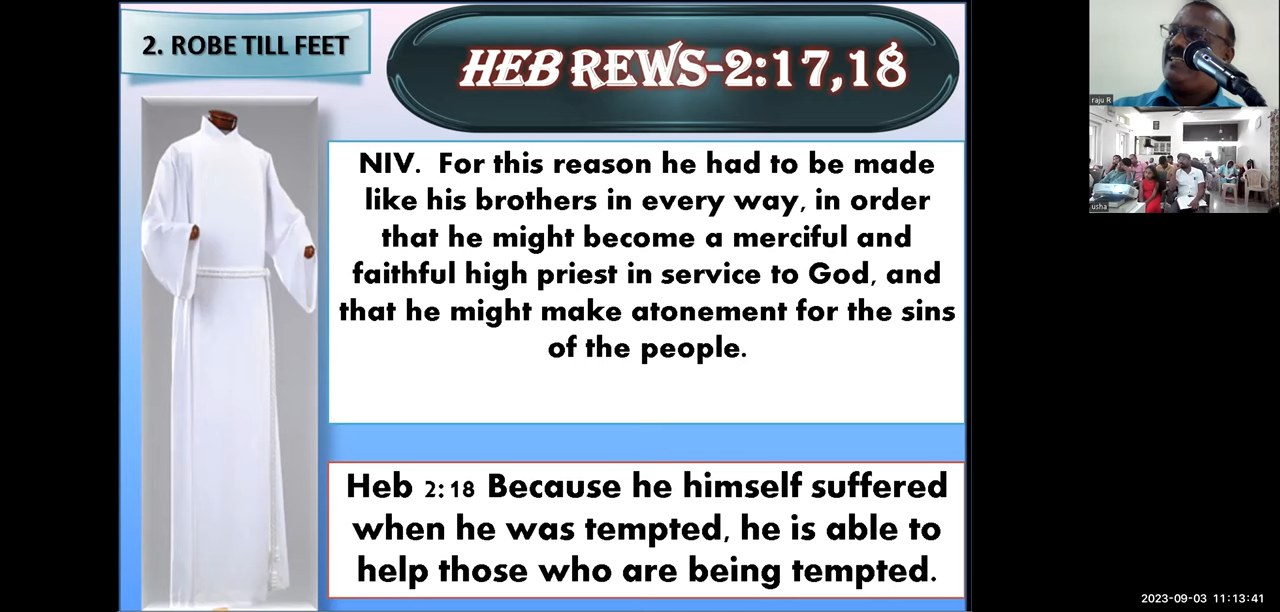 2. ROBE TILL FEET
HEBREWS-2:17,18
NIV. For this reason he had to be made
like his brothers in every way, in order
that he might become a merciful and
faithful high priest in service to God, and
that he might make atonement for the sins
of the people.
Heb 2:18 Because he himself suffered
when he was tempted, he is able to
help those who are being tempted.
raju R
usha
2023-09-03 11:13:41